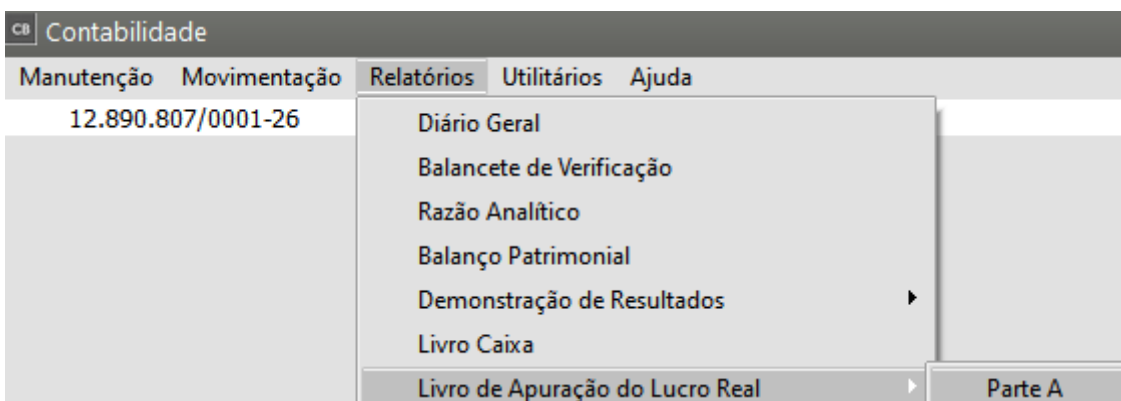 CB Contabilidade
Manutenção Movimentação Relatórios Utilitários Ajuda
12.890.807/0001-26
Diário Geral
Balancete de Verificação
Razão Analítico
Balanço Patrimonial
Demonstração de Resultados
Livro Caixa
Livro de Apuração do Lucro Real
Parte A